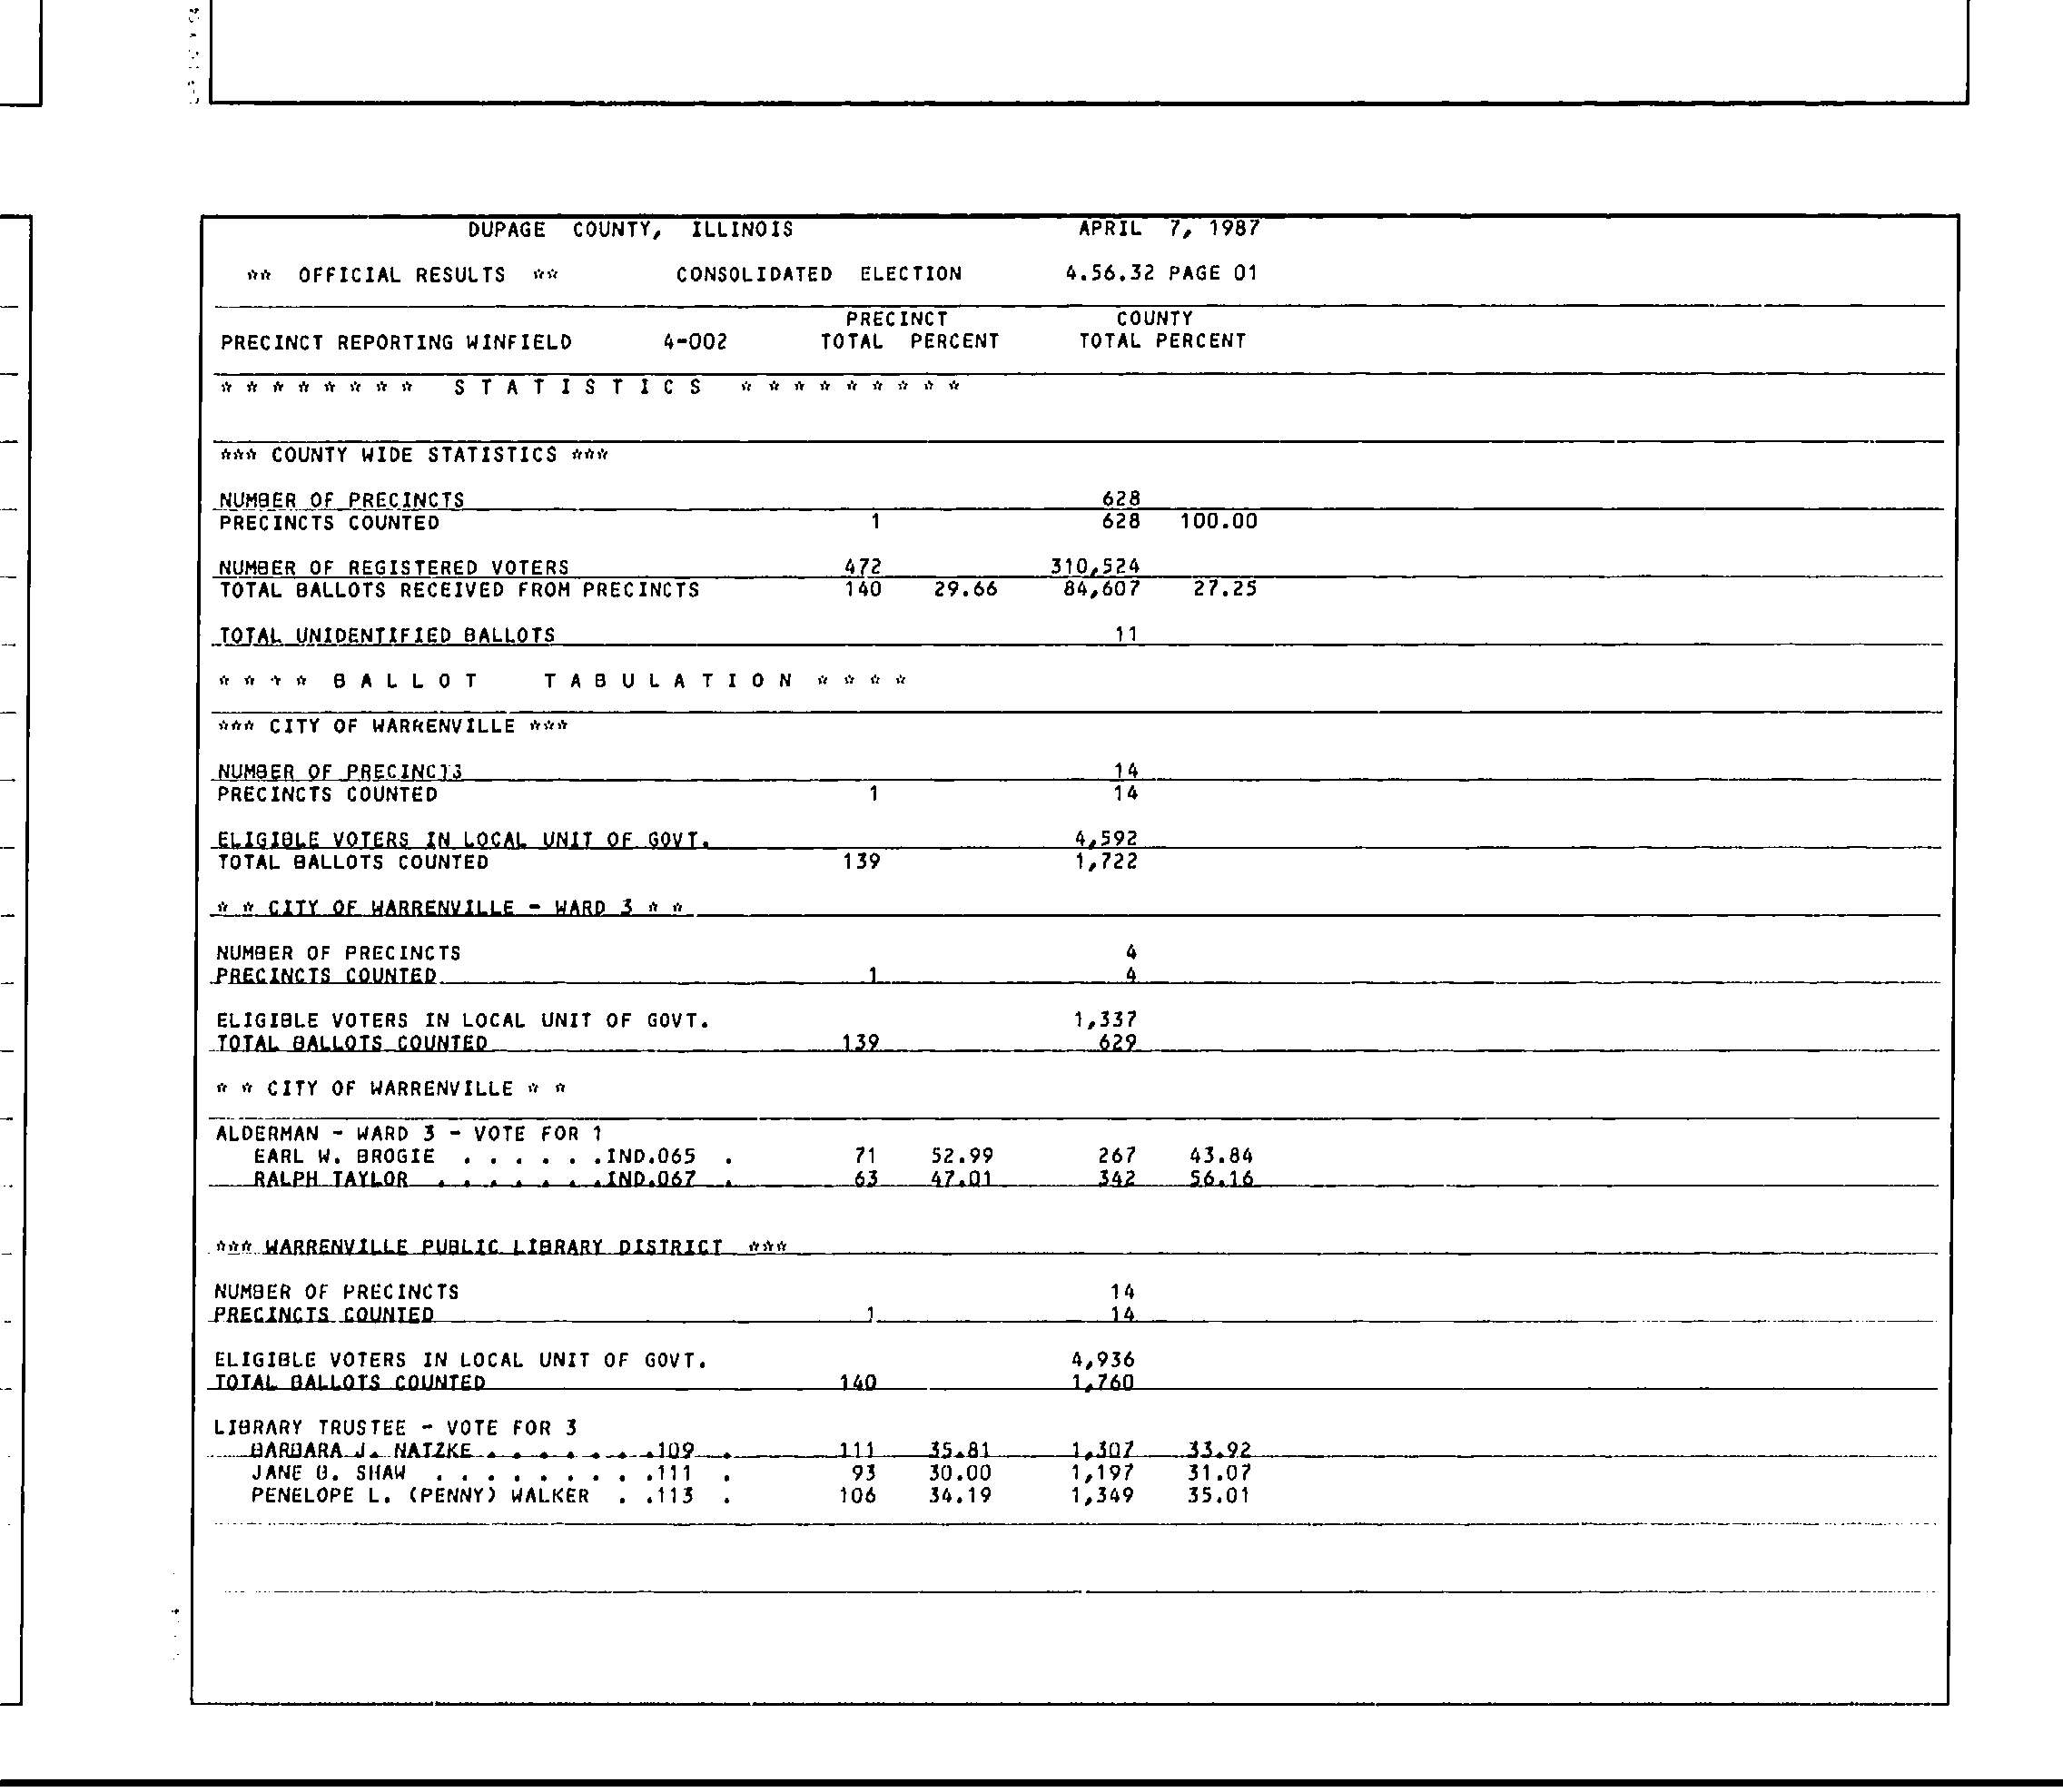 DUPAGE COUNTY, ILLINOIS APRIL 7, 1987
** OFFICIAL RESULTS ** CONSOLIDATED ELECTION 4.56.32 PAGE 01
PRECINCT COUNTY
PRECINCT REPORTING WINFIELD 4-002 TOTAL PERCENT TOTAL PERCENT
* * * * * * * * S T A T I S T I C S * * * * * * * * *
*** COUNTY WIDE STATISTICS ***
NUMBER OF PRECINCTS 628
PRECINCTS COUNTED 1 628 100.00
NUMBER OF REGISTERED VOTERS 472 310,524
TOTAL BALLOTS RECEIVED FROM PRECINCTS 140 29.66 84,607 27.25
TOTAL UNIDENTIFIED BALLOTS 11
* * * * B A L L O T T A B U L A T I O N * * * *
*** CITY OF WARRENVILLE ***
NUMBER OF PRECINCTS 14
PRECINCTS COUNTED 1 14
ELIGIBLE VOTERS IN LOCAL UNIT OF GOVT. 4,592
TOTAL BALLOTS COUNTED 139 1,722
* * CITY OF WARRENVILLE - WARD 3 * *
NUMBER OF PRECINCTS 4
PRECINCTS COUNTED 1 4
ELIGIBLE VOTERS IN LOCAL UNIT OF GOVT. 1,337
TOTAL BALLOTS COUNTED 139 629
* * CITY OF WARRENVILLE * *
ALDERMAN - WARD 3 - VOTE FOR 1
EARL W. BROGIE . . . . . .IND.065 . 71 52.99 267 43.84
RALPH TAYLOR . . . . . . .IND.067 . 63 47.01 342 56.16
*** WARRENVILLE PUBLIC LIBRARY DISTRICT ***
NUMBER OF PRECINCTS 14
PRECINCTS COUNTED 1 14
ELIGIBLE VOTERS IN LOCAL UNIT OF GOVT. 4,936
TOTAL BALLOTS COUNTED 140 1,760
LIBRARY TRUSTEE - VOTE FOR 3
BARBARA J. NATZKE . . . . . . .109 . 111 35.81 1,307 33.92
JANE B. SHAW . . . . . . . . .111 . 93 30.00 1,197 31.07
PENELOPE L. (PENNY) WALKER . .113 . 106 34.19 1,349 35.01